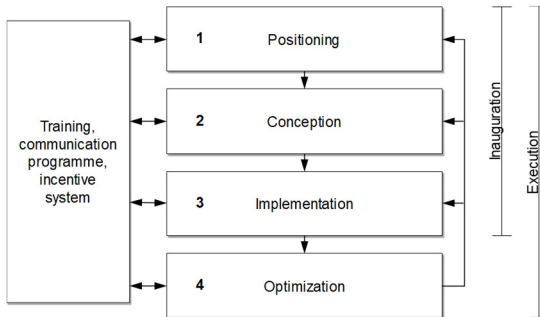 1 Positioning
2 Conception
Training,
communication
programme,
incentive
system
3 Implementation
4 Optimization
Inauguration
Execution